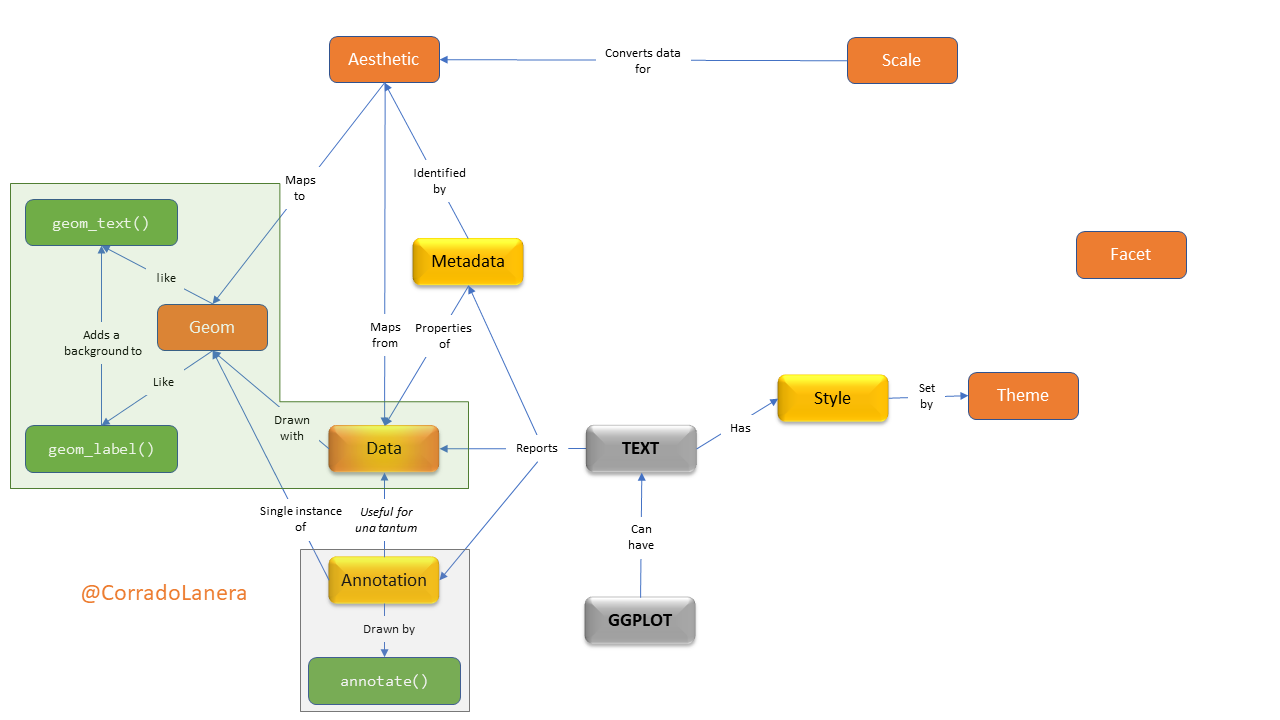 Aesthetic
Converts data
for
Scale
Maps
to
Identified
by
geom_text()
Metadata
Facet
like
Geom
Adds a
background to
Maps
from
Properties
of
Like
Style
Set
by
Theme
Drawn
with
Has
geom_label()
Data
Reports
TEXT
Single instance
of
Useful for
una tantum
Can
have
Annotation
@CorradoLanera
GGPLOT
Drawn by
annotate()